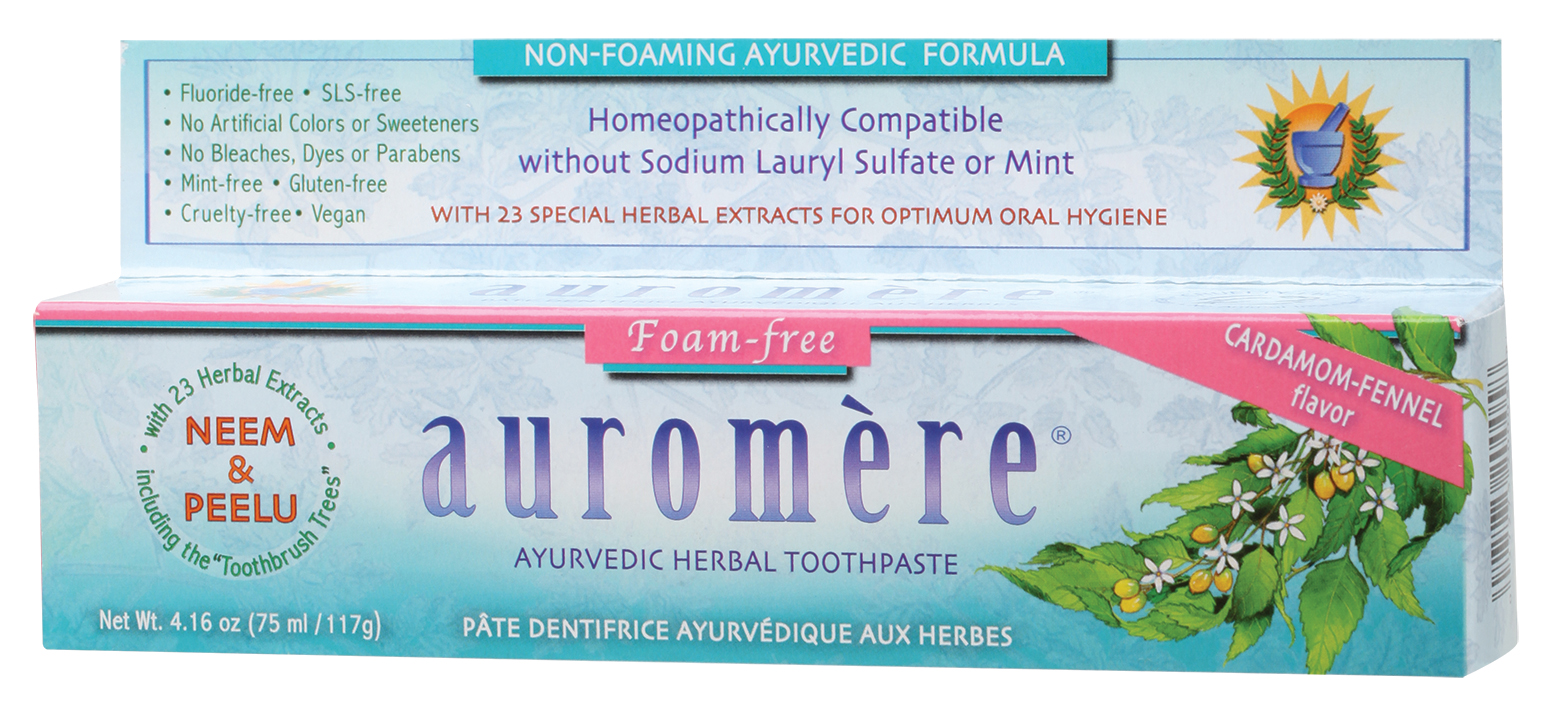 NON-FOAMING AYURVEDIC FORMULA
• Fluoride-free • SLS-free
• No Artificial Colors or Sweeteners
• No Bleaches, Dyes or Parabens
• Mint-free • Gluten-free
• Cruelty-free • Vegan
Homeopathically Compatible
without Sodium Lauryl Sulfate or Mint
WITH 23 SPECIAL HERBAL EXTRACTS FOR OPTIMUM ORAL HYGIENE
auromère
Foam-free
CARDAMOM-FENNEL
flavor
• with 23 Herbal Extracts •
NEEM
&
PEELU
including the "Toothbrush Trees"
auromère®
AYURVEDIC HERBAL TOOTHPASTE
Net Wt. 4.16 oz (75 ml / 117g)
PÂTE DENTIFRICE AYURVÉDIQUE AUX HERBES